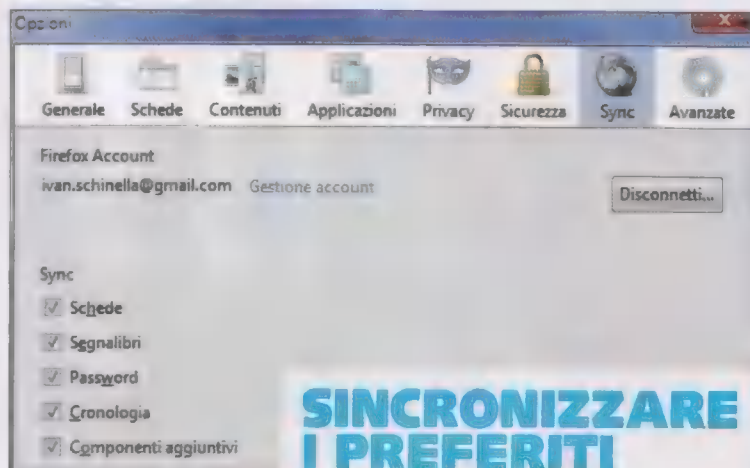 Opzioni
Generale Schede Contenuti Applicazioni Privacy Sicurezza Sync Avanzate
Firefox Account
ivan.schinella@gmail.com Gestione account
Disconnetti...
Sync
Schede
Segnalibri
Password
Cronologia
Componenti aggiuntivi
SINCRONIZZARE
I PREFERITI